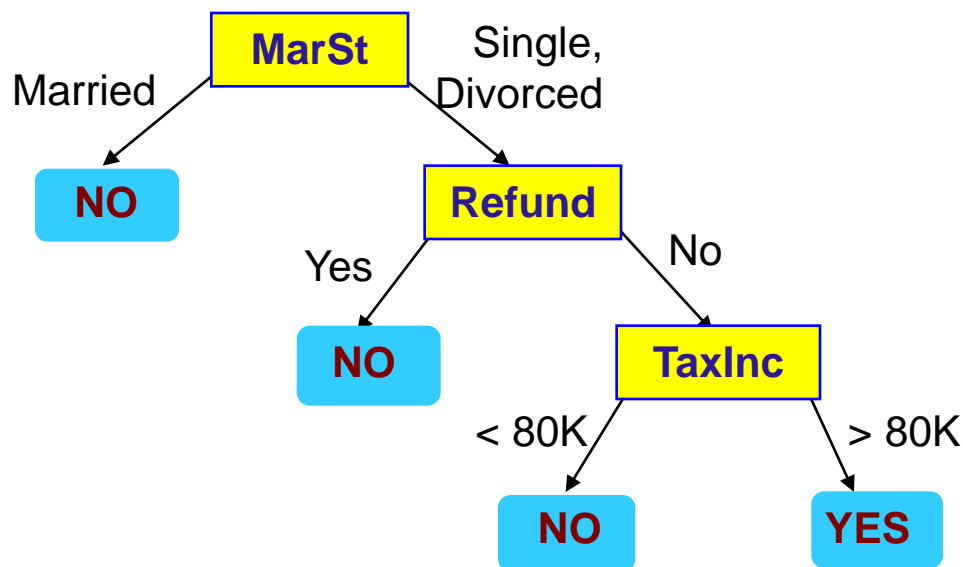 MarSt
Single,
Divorced
Married
NO
Refund
Yes
No
NO
TaxInc
< 80K
> 80K
NO
YES